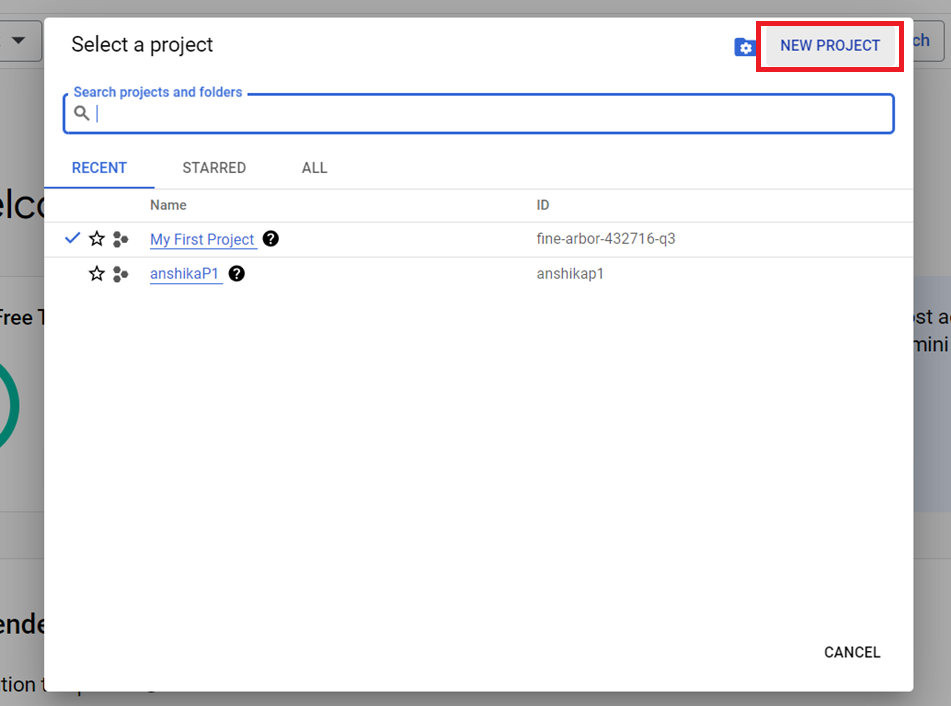 Select a project
NEW PROJECT
Search projects and folders
RECENT STARRED ALL
Name ID
My First Project fine-arbor-432716-q3
anshikaP1 anshikap1
Free T
CANCEL